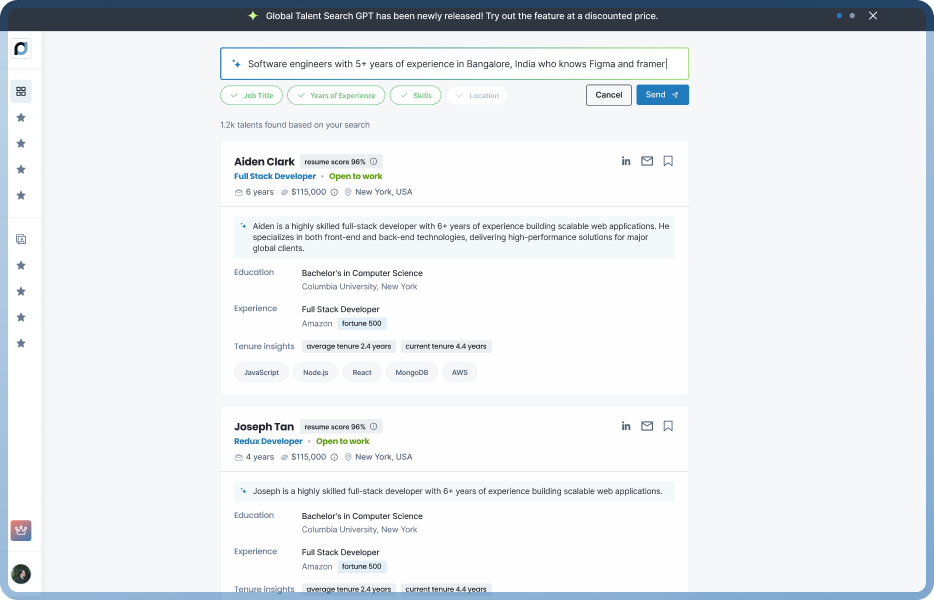 Global Talent Search GPT has been newly released! Try out the feature at a discounted price.
Software engineers with 5+ years of experience in Bangalore, India who knows Figma and framer
Job Title Years of Experience Skills Location Cancel Send
1.2k talents found based on your search
Aiden Clark resume score 96%
Full Stack Developer • Open to work
6 years $115,000 New York, USA
Aiden is a highly skilled full-stack developer with 6+ years of experience building scalable web applications. He
specializes in both front-end and back-end technologies, delivering high-performance solutions for major
global clients.
Education Bachelor's in Computer Science
Columbia University, New York
Experience Full Stack Developer
Amazon fortune 500
Tenure insights average tenure 2.4 years current tenure 4.4 years
JavaScript Node.js React MongoDB AWS
Joseph Tan resume score 96%
Redux Developer • Open to work
4 years $115,000 New York, USA
Joseph is a highly skilled full-stack developer with 6+ years of experience building scalable web applications.
Education Bachelor's in Computer Science
Columbia University, New York
Experience Full Stack Developer
Amazon fortune 500
Tenure insights average tenure 2.4 years current tenure 4.4 years